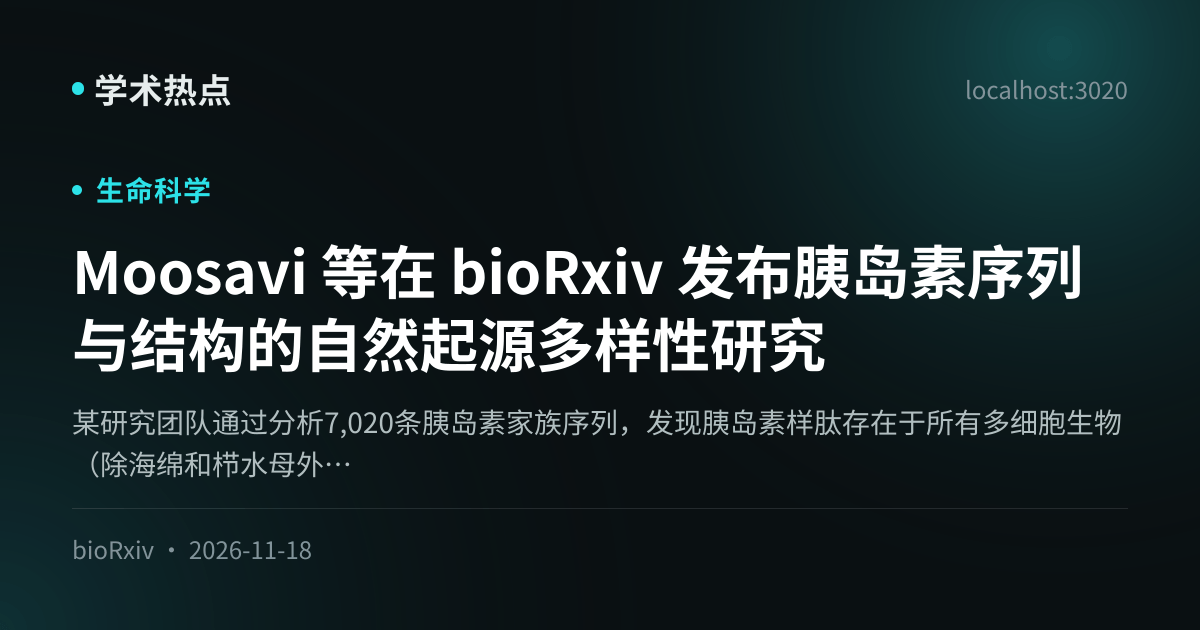 学术热点
localhost:3020
生命科学
Moosavi 等在 bioRxiv 发布胰岛素序列
与结构的自然起源多样性研究
某研究团队通过分析7,020条胰岛素家族序列，发现胰岛素样肽存在于所有多细胞生物
（除海绵和栉水母外…
bioRxiv · 2026-11-18